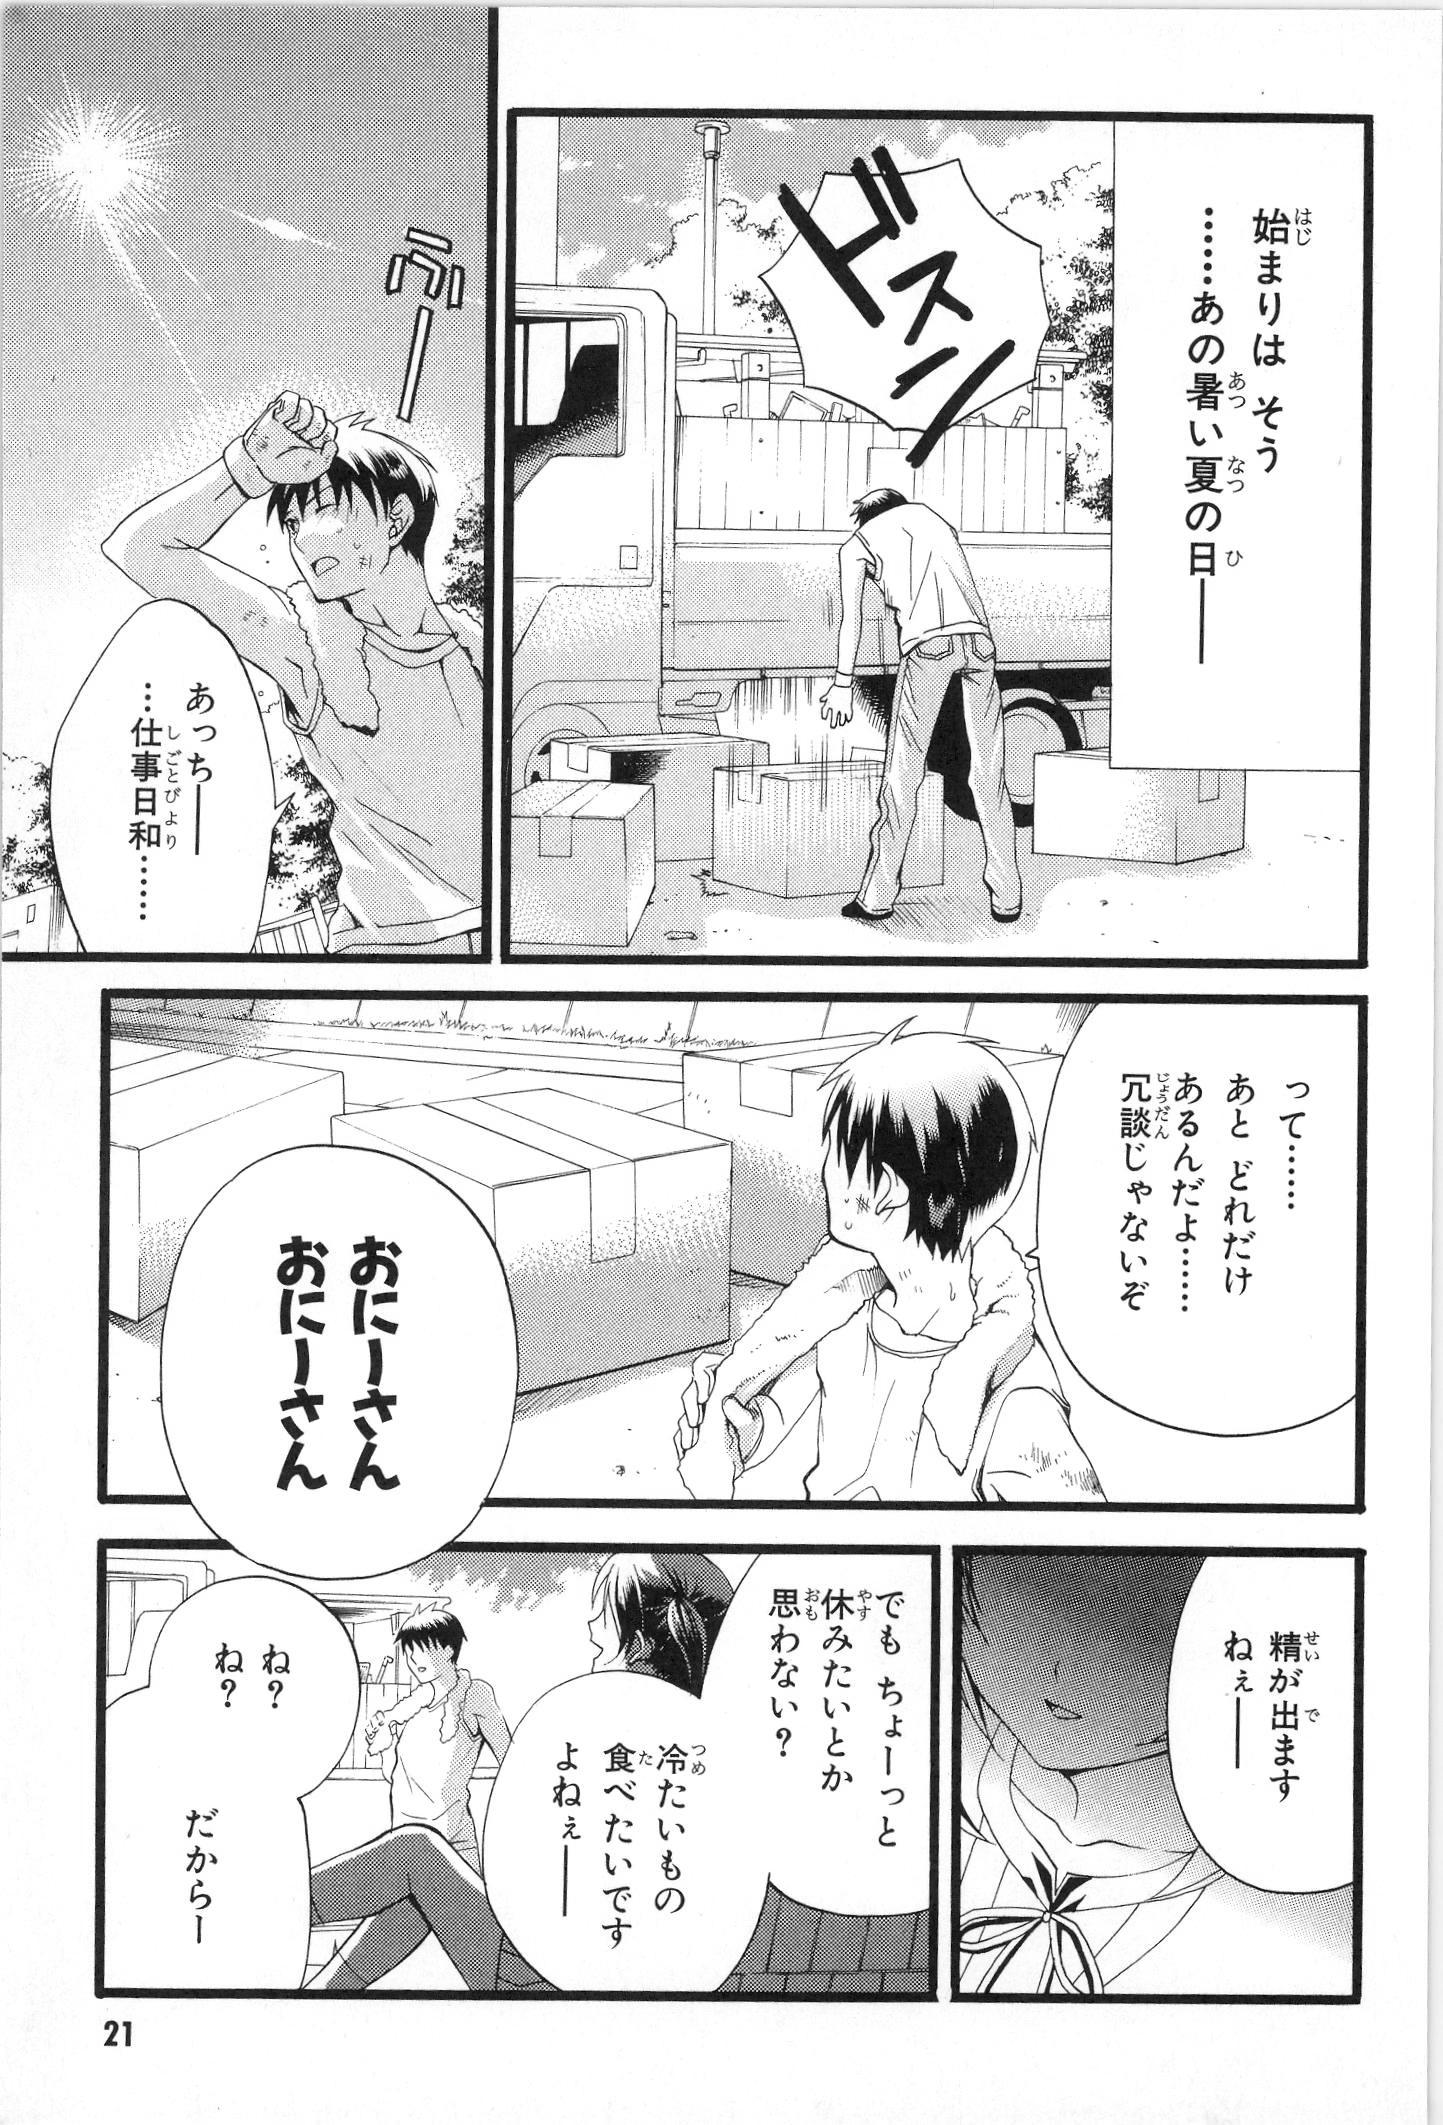 始まりは そう
……あの暑い夏の日――
ドスン
ふー
あっち――
…仕事日和……
って……
あと どれだけ
あるんだよ……
冗談じゃないぞ
おにーさん
おにーさん
精が出ます
ねぇ――
でも ちょーっと
休みたいとか
思わない？
冷たいもの
食べたいです
よねぇ――
ね？
ね？
だからー
21